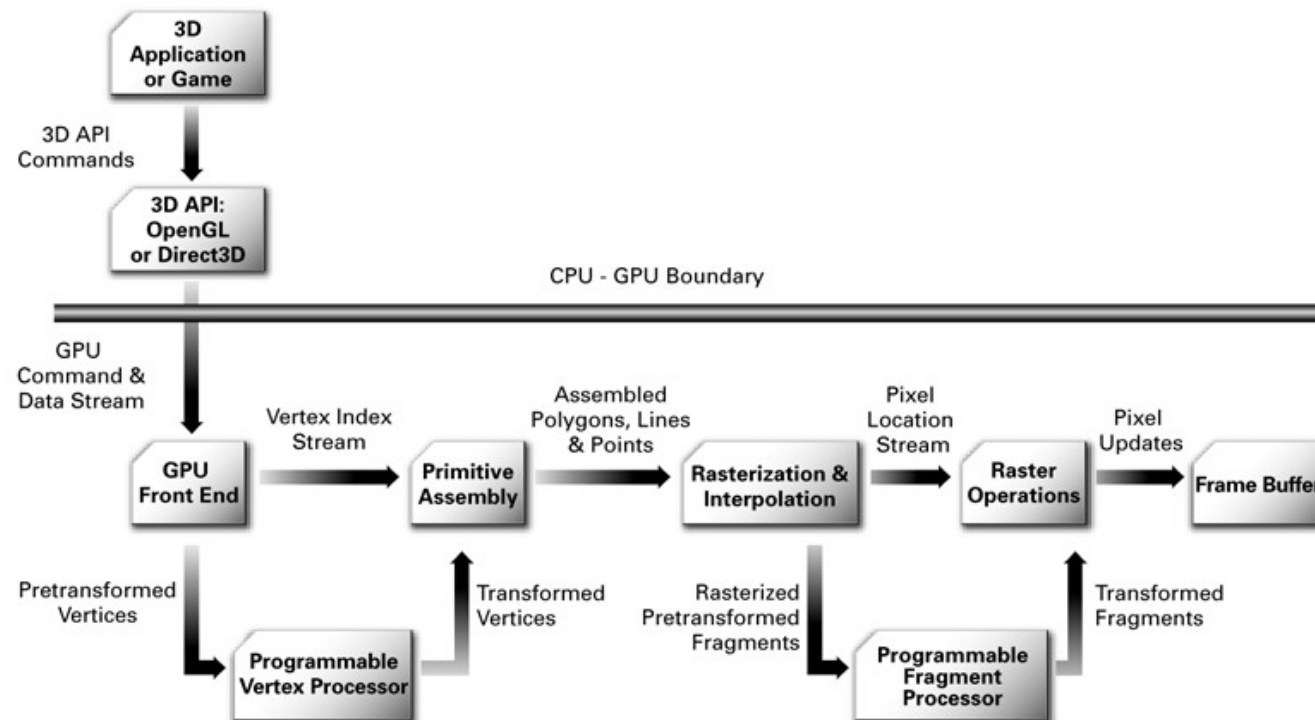 3D
Application
or Game
3D API
Commands
3D API:
OpenGL
or Direct3D
CPU - GPU Boundary
GPU
Command &
Data Stream
Vertex Index
Stream
Assembled
Polygons, Lines
& Points
Pixel
Location
Stream
Pixel
Updates
GPU
Front End
Primitive
Assembly
Rasterization &
Interpolation
Raster
Operations
Frame Buffer
Pretransformed
Vertices
Transformed
Vertices
Rasterized
Pretransformed
Fragments
Transformed
Fragments
Programmable
Vertex Processor
Programmable
Fragment
Processor